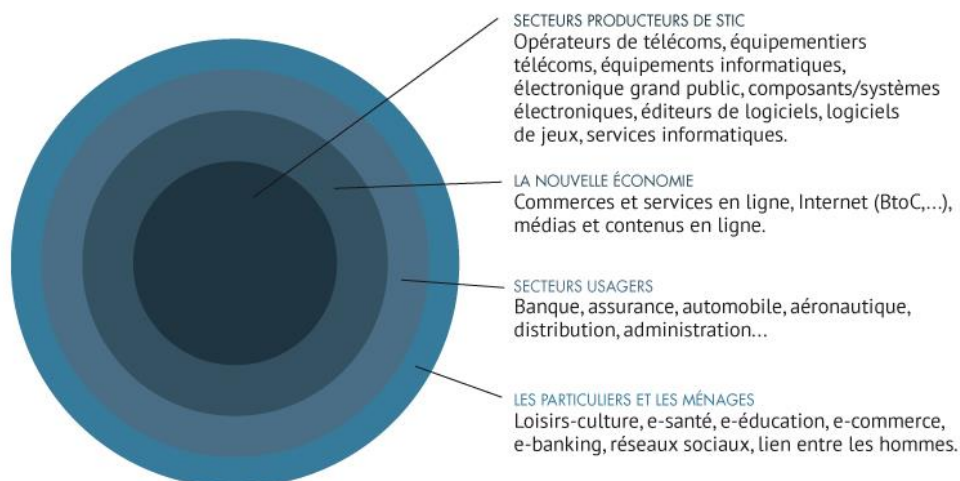 SECTEURS PRODUCTEURS DE STIC
Opérateurs de télécoms, équipementiers
télécoms, équipements informatiques,
électronique grand public, composants/systèmes
électroniques, éditeurs de logiciels, logiciels
de jeux, services informatiques.
LA NOUVELLE ÉCONOMIE
Commerces et services en ligne, Internet (BtoC,...),
médias et contenus en ligne.
SECTEURS USAGERS
Banque, assurance, automobile, aéronautique,
distribution, administration...
LES PARTICULIERS ET LES MÉNAGES
Loisirs-culture, e-santé, e-éducation, e-commerce,
e-banking, réseaux sociaux, lien entre les hommes.